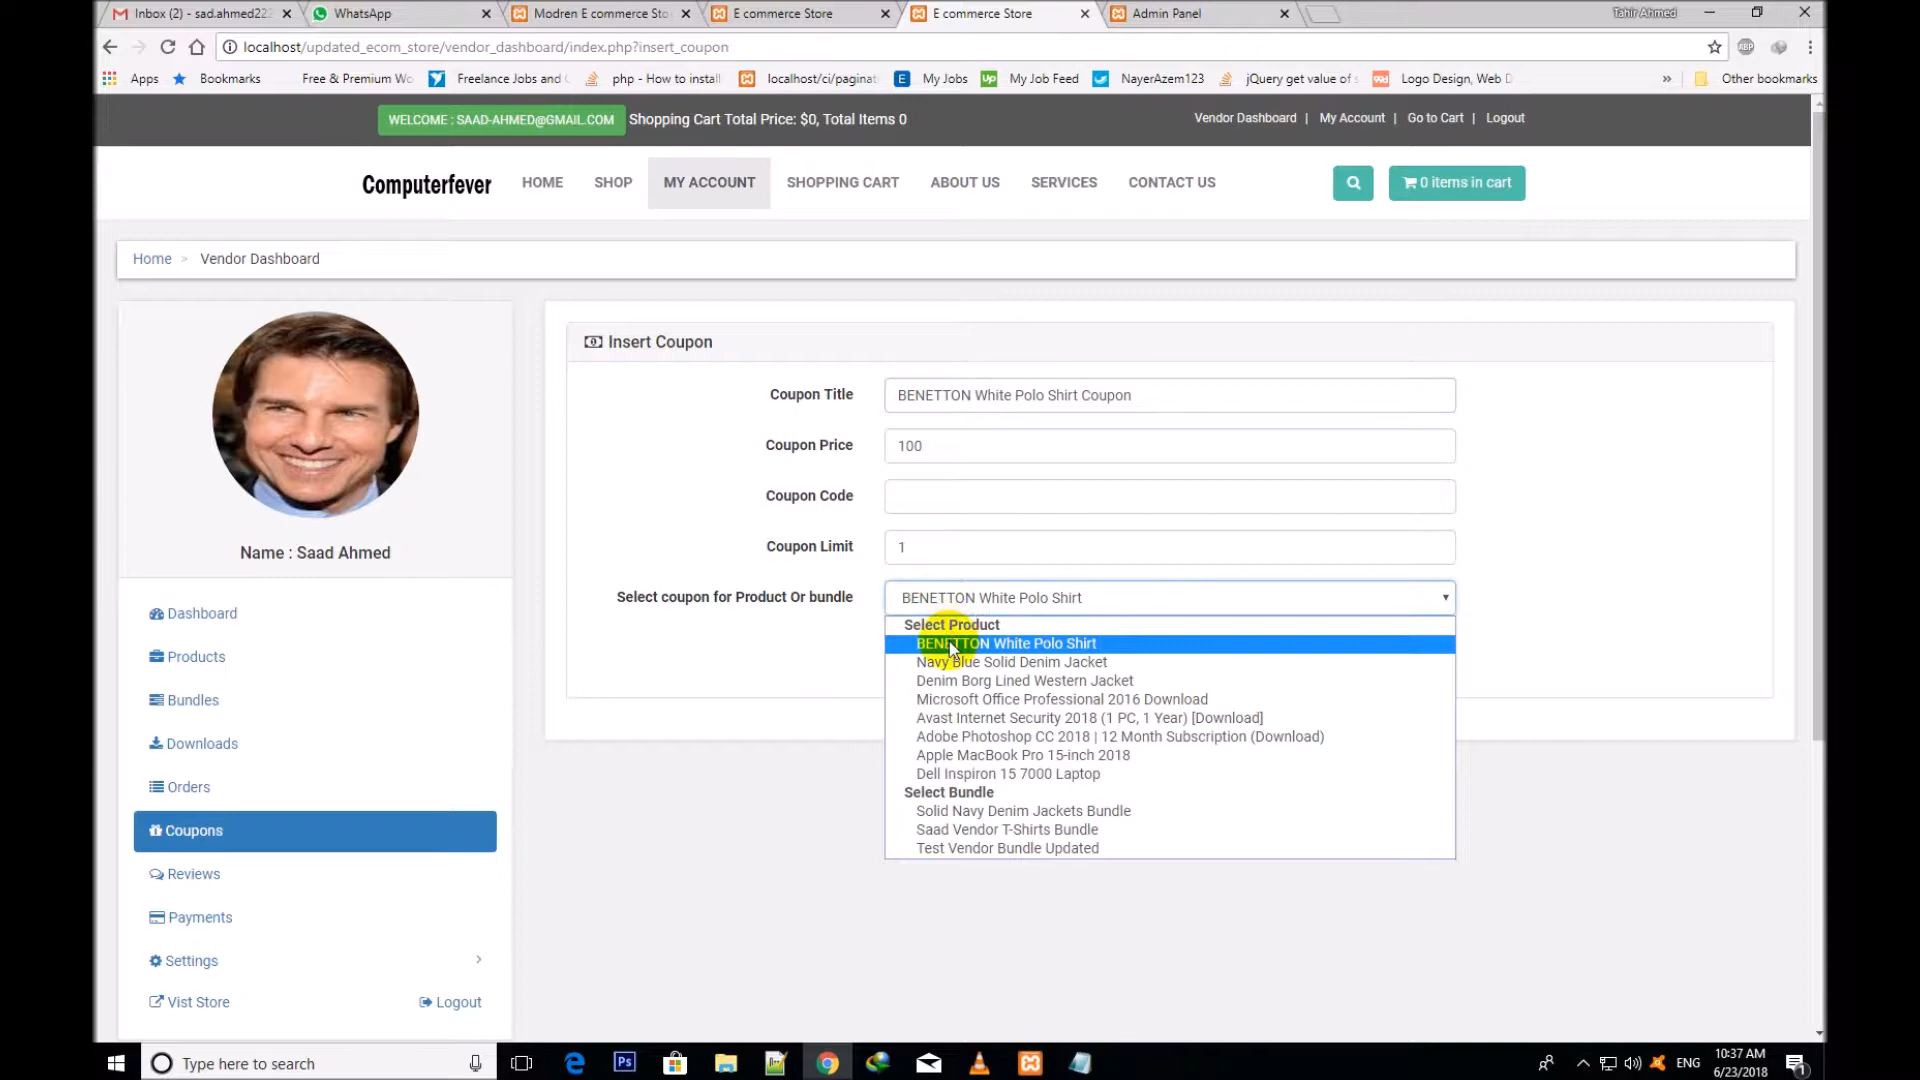 Inbox (2) - sad.ahmed222
WhatsApp
Modren E commerce Sto
E commerce Store
E commerce Store
Admin Panel
Tahir Ahmed
localhost/updated_ecom_store/vendor_dashboard/index.php?insert_coupon
Apps
Bookmarks
Free & Premium Wo
Freelance Jobs and
php - How to install
localhost/ci/paginat
My Jobs
My Job Feed
NayerAzem123
jQuery get value of s
Logo Design, Web D
»
Other bookmarks
WELCOME : SAAD-AHMED@GMAIL.COM
Shopping Cart Total Price: $0, Total Items 0
Vendor Dashboard | My Account | Go to Cart | Logout
Computerfever
HOME
SHOP
MY ACCOUNT
SHOPPING CART
ABOUT US
SERVICES
CONTACT US
0 items in cart
Home > Vendor Dashboard
Name : Saad Ahmed
Dashboard
Products
Bundles
Downloads
Orders
Coupons
Reviews
Payments
Settings
Vist Store
Logout
Insert Coupon
Coupon Title
BENETTON White Polo Shirt Coupon
Coupon Price
100
Coupon Code
Coupon Limit
1
Select coupon for Product Or bundle
BENETTON White Polo Shirt
Select Product
BENETTON White Polo Shirt
Navy Blue Solid Denim Jacket
Denim Borg Lined Western Jacket
Microsoft Office Professional 2016 Download
Avast Internet Security 2018 (1 PC, 1 Year) [Download]
Adobe Photoshop CC 2018 | 12 Month Subscription (Download)
Apple MacBook Pro 15-inch 2018
Dell Inspiron 15 7000 Laptop
Select Bundle
Solid Navy Denim Jackets Bundle
Saad Vendor T-Shirts Bundle
Test Vendor Bundle Updated
Type here to search
ENG
10:37 AM
6/23/2018